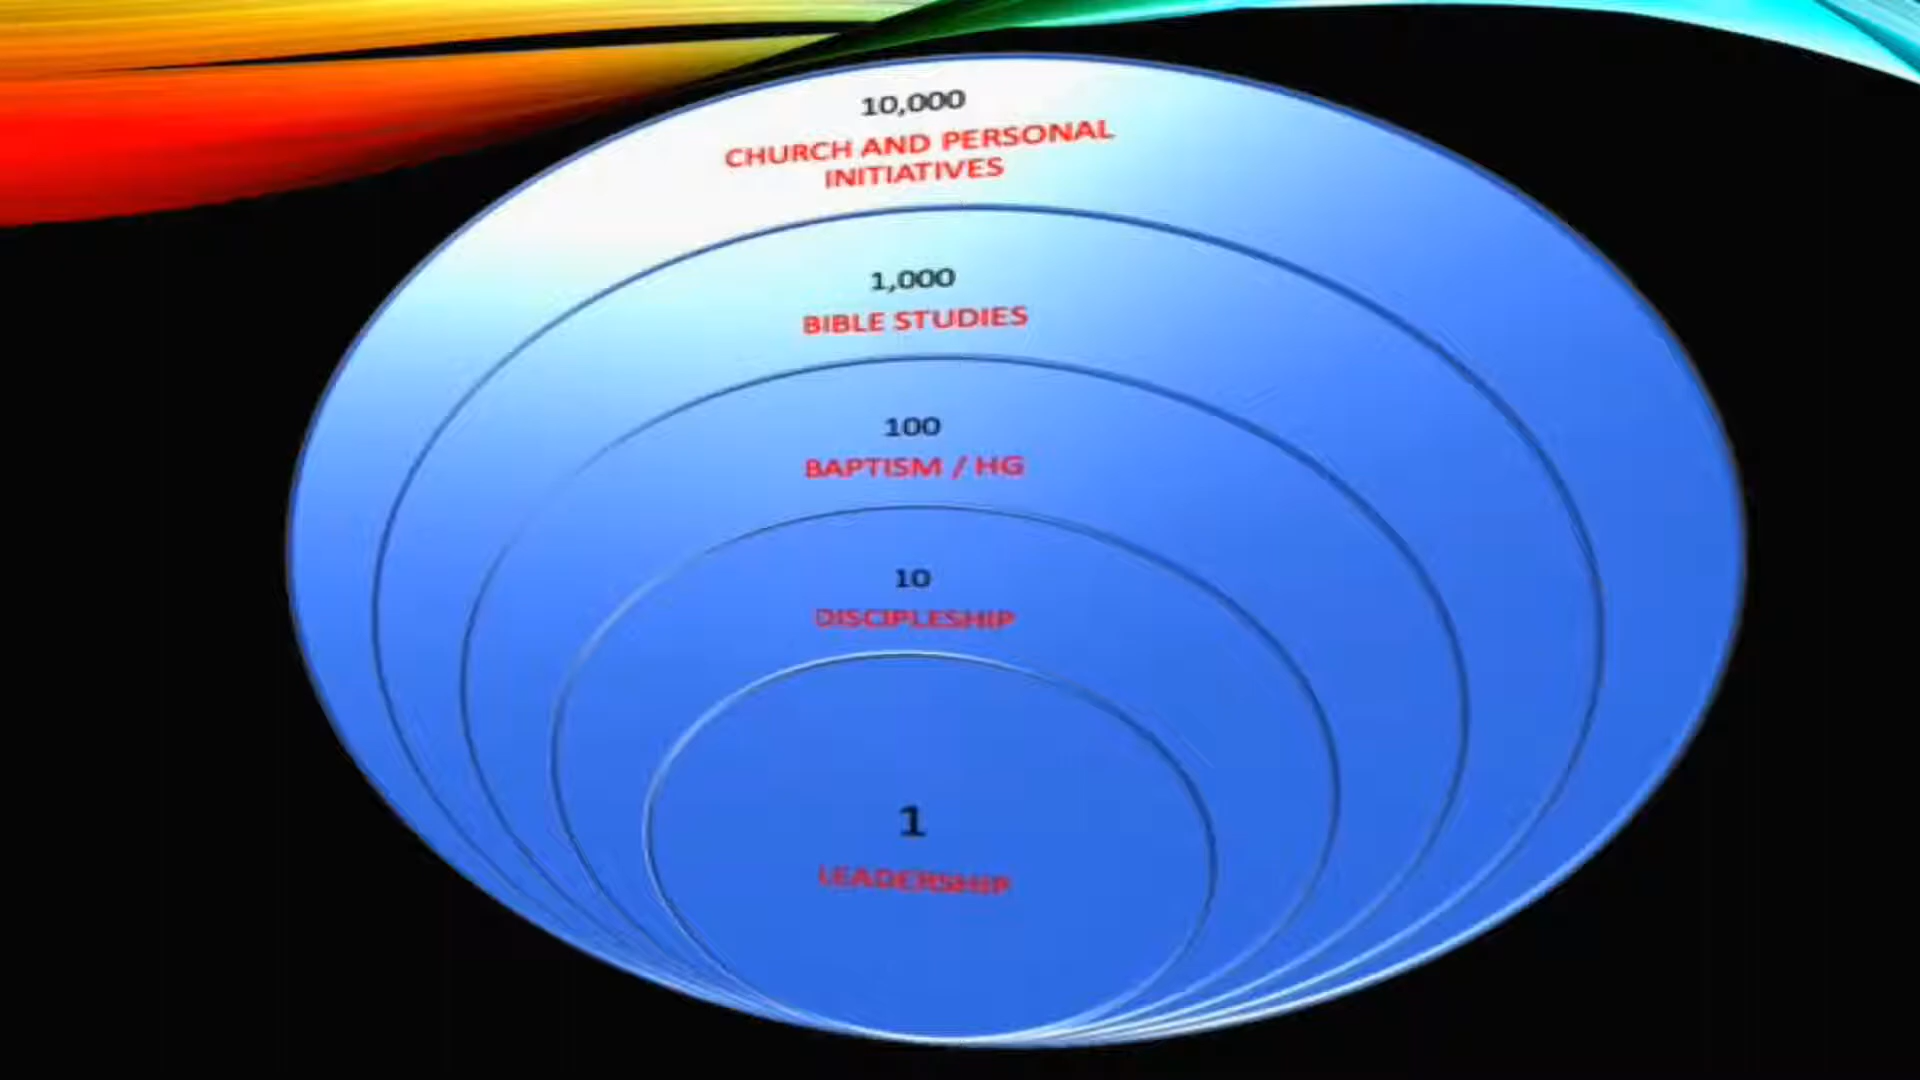 10,000
CHURCH AND PERSONAL
INITIATIVES
1,000
BIBLE STUDIES
100
BAPTISM / HG
10
DISCIPLESHIP
1
LEADERSHIP